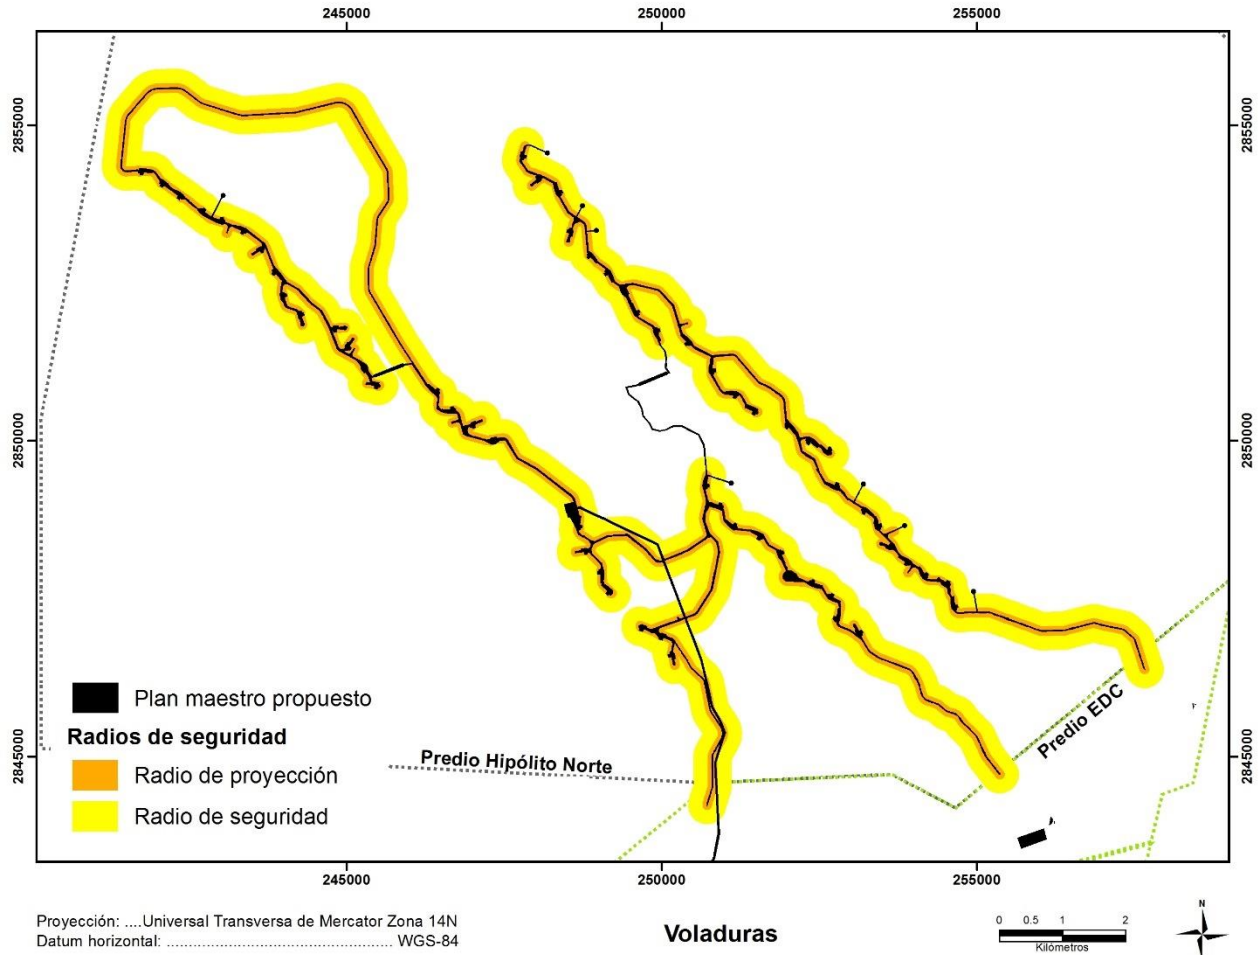 245000 250000 255000
2855000 2855000
2850000 2850000
Plan maestro propuesto
Radios de seguridad
Radio de proyección
Radio de seguridad
2845000 2845000
Predio Hipólito Norte
Predio EDC
245000 250000 255000
Proyección: ....Universal Transversa de Mercator Zona 14N
Datum horizontal: .................................................. WGS-84
Voladuras
0 0.5 1 2
Kilómetros
N